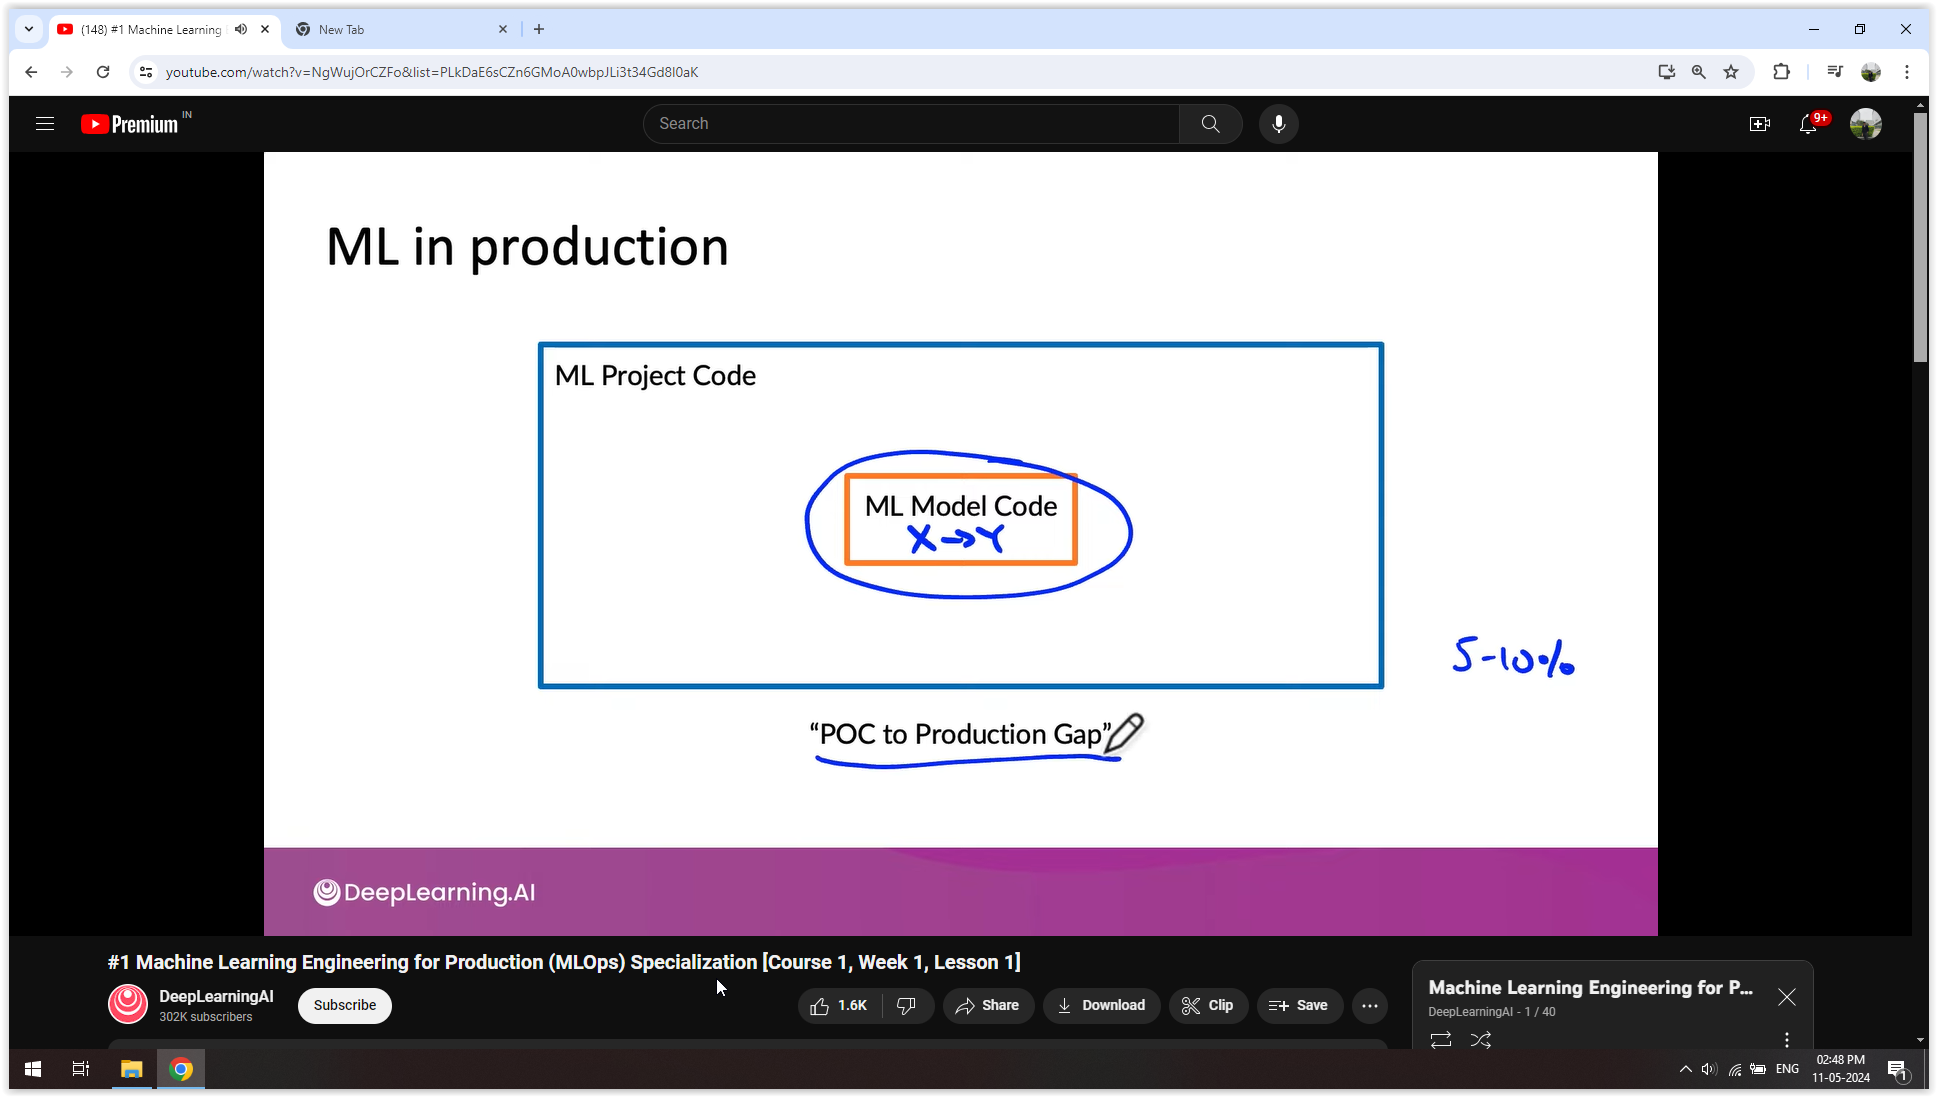 (148) #1 Machine Learning
New Tab
youtube.com/watch?v=NgWujOrCZFo&list=PLkDaE6sCZn6GMoA0wbpJLi3t34Gd8l0aK
Premium IN
Search
9+
ML in production
ML Project Code
ML Model Code
X→Y
5-10%
“POC to Production Gap”
DeepLearning.AI
#1 Machine Learning Engineering for Production (MLOps) Specialization [Course 1, Week 1, Lesson 1]
DeepLearningAI
302K subscribers
Subscribe
1.6K
Share
Download
Clip
Save
Machine Learning Engineering for P...
DeepLearningAI - 1 / 40
ENG
02:48 PM
11-05-2024
1